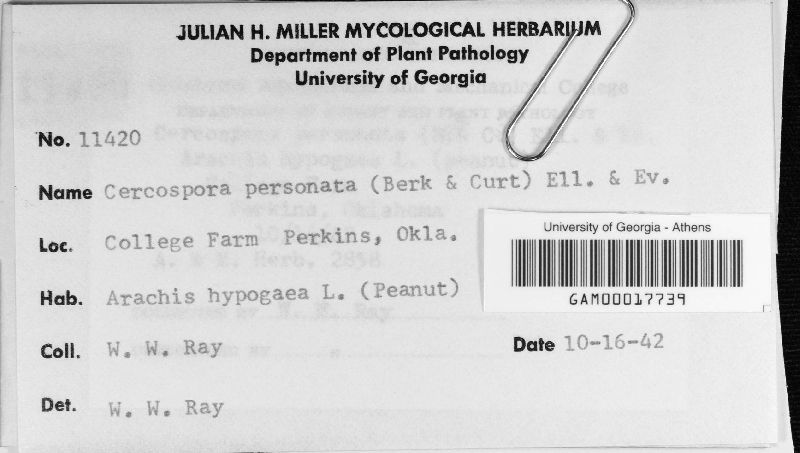 JULIAN H. MILLER MYCOLOGICAL HERBARIUM
Department of Plant Pathology
University of Georgia
No. 11420
Name Cercospora personata (Berk & Curt) Ell. & Ev.
Loc. College Farm Perkins, Okla.
University of Georgia - Athens
GAM00017739
Hab. Arachis hypogaea L. (Peanut)
Coll. W. W. Ray
Date 10-16-42
Det. W. W. Ray